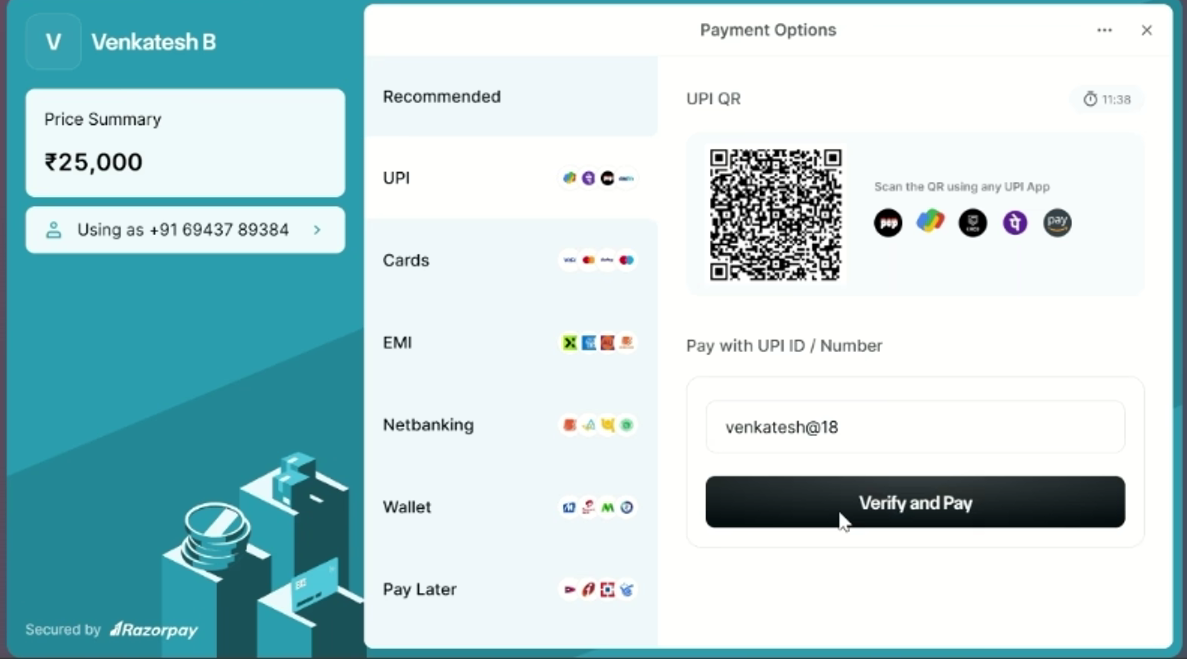 V Venkatesh B
Price Summary
₹25,000
Using as +91 69437 89384
Secured by Razorpay
Payment Options
Recommended
UPI
Cards
EMI
Netbanking
Wallet
Pay Later
UPI QR
11:38
Scan the QR using any UPI App
pay
Pay with UPI ID / Number
venkatesh@18
Verify and Pay